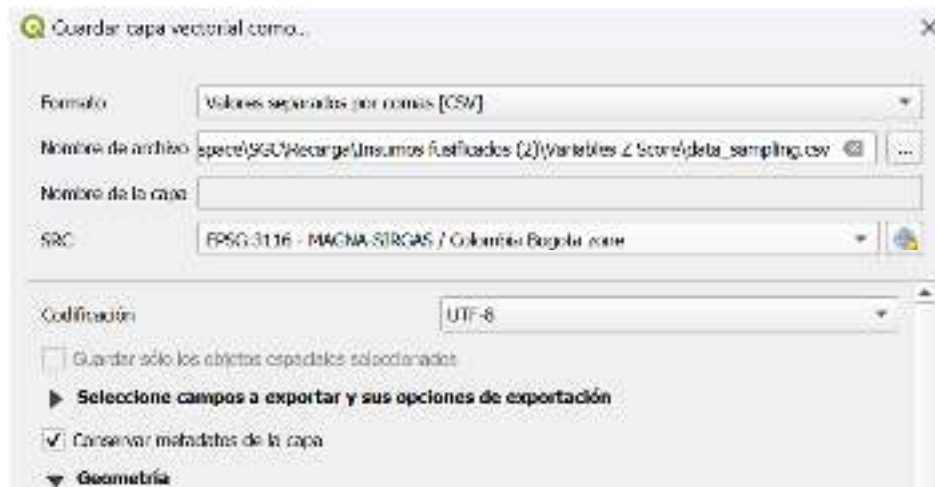 Guardar capa vectorial como...
Formato
Valores separados por comas [CSV]
Nombre de archivo
space\SGC\Recarga\Insumos fusificados (2)\Variables Z Score\data_sampling.csv
...
Nombre de la capa
SRC
EPSG:3116 - MAGNA-SIRGAS / Colombia Bogota zone
Codificación
UTF-8
Guardar sólo los objetos espaciales seleccionados
Seleccione campos a exportar y sus opciones de exportación
Conservar metadatos de la capa
Geometría